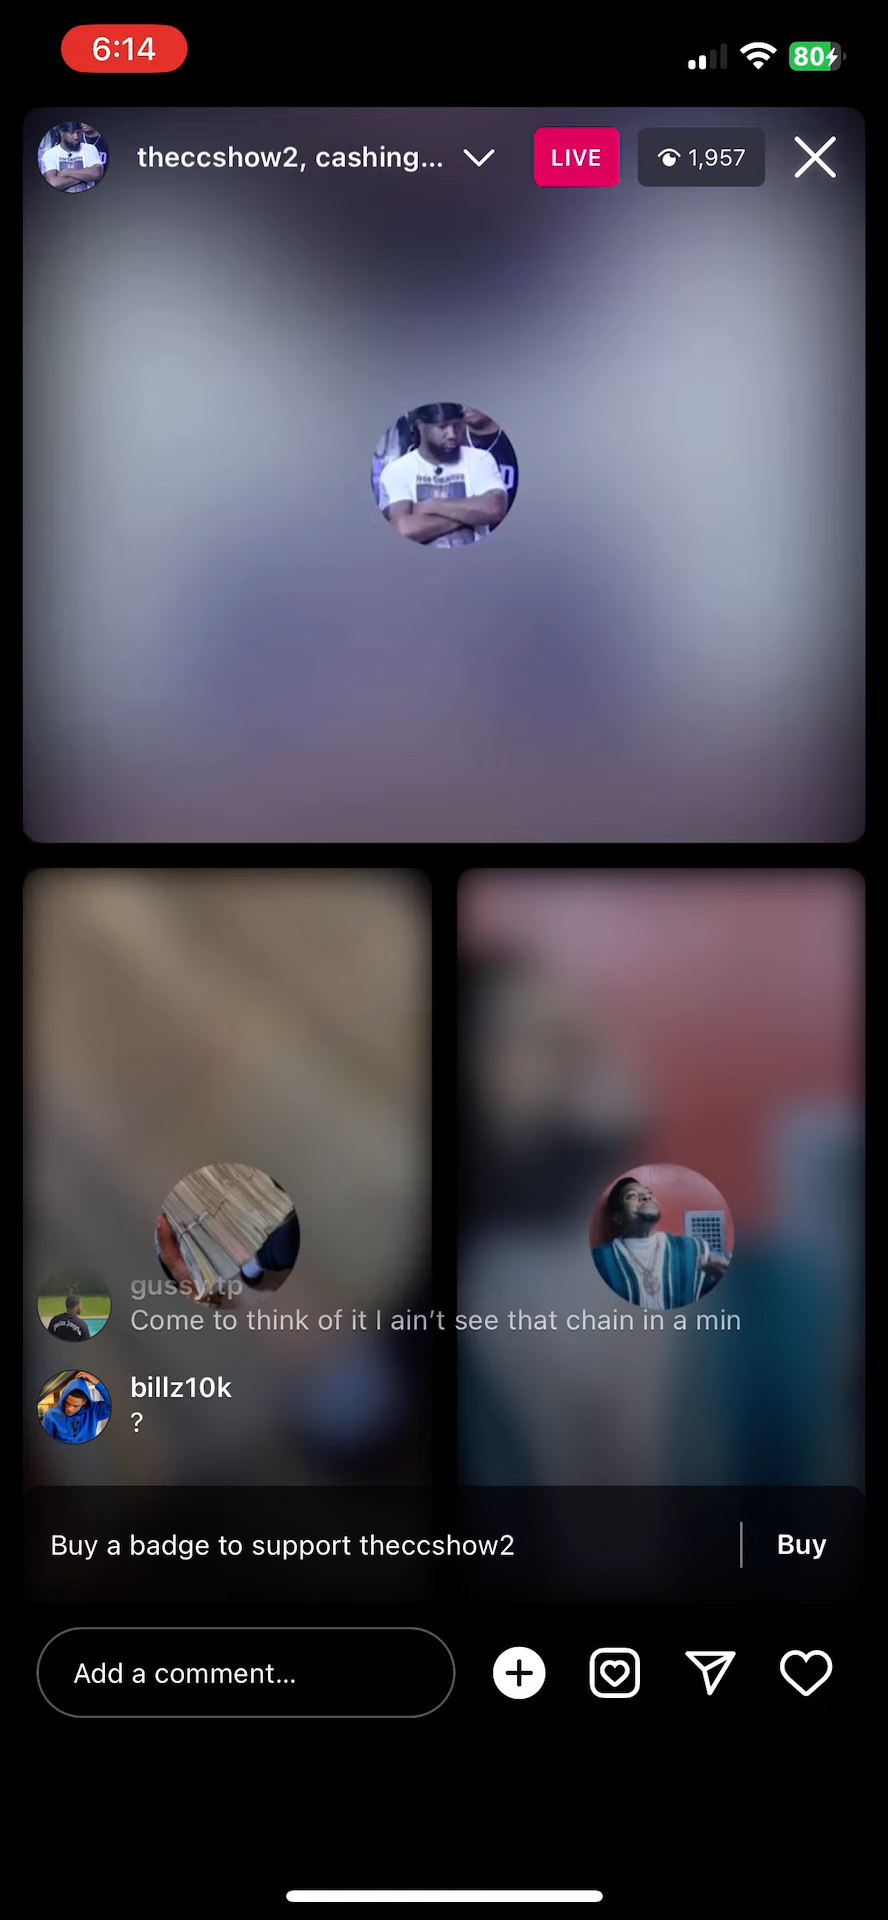 6:14
80
theccshow2, cashing...
LIVE
1,957
gussy.tp
Come to think of it I ain’t see that chain in a min
billz10k
?
Buy a badge to support theccshow2
Buy
Add a comment...